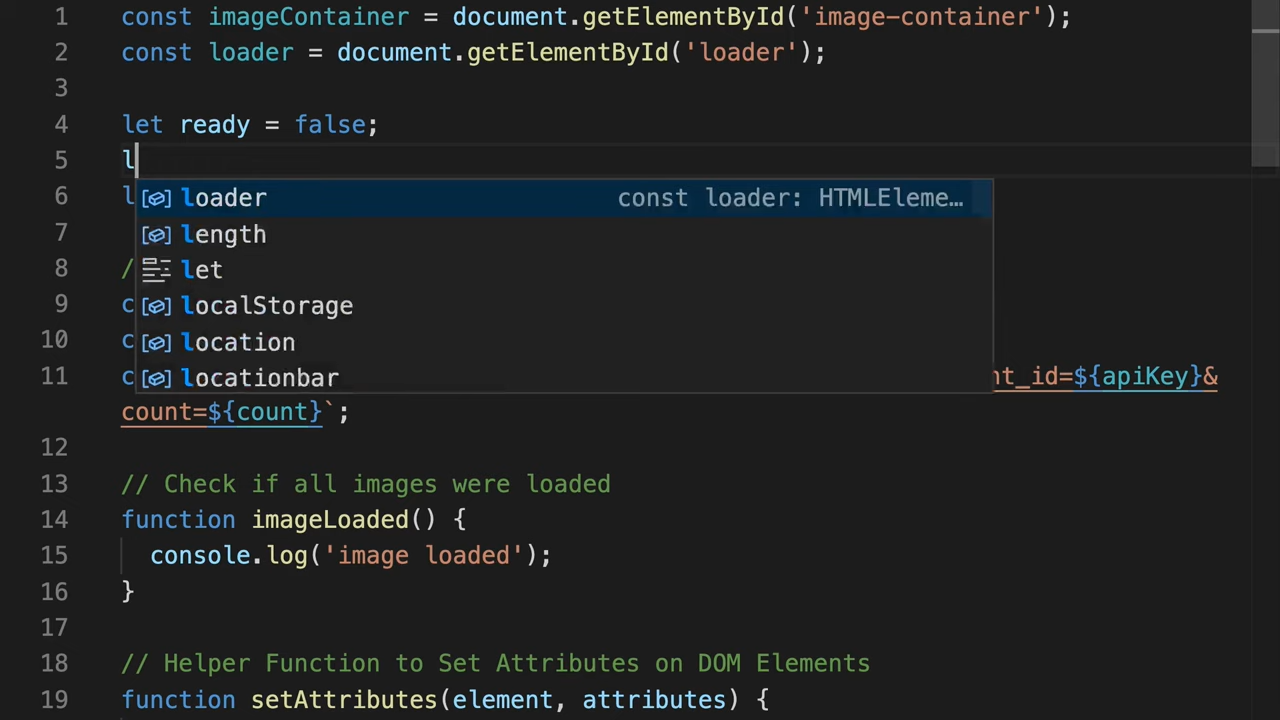 1 const imageContainer = document.getElementById('image-container');
2 const loader = document.getElementById('loader');
3
4 let ready = false;
5 l
loader const loader: HTMLEleme…
6 l
length
7
let
8 /
localStorage
9 c
location
10 c
locationbar
11 c nt_id=${apiKey}&
count=${count}`;
12
13 // Check if all images were loaded
14 function imageLoaded() {
15 console.log('image loaded');
16 }
17
18 // Helper Function to Set Attributes on DOM Elements
19 function setAttributes(element, attributes) {